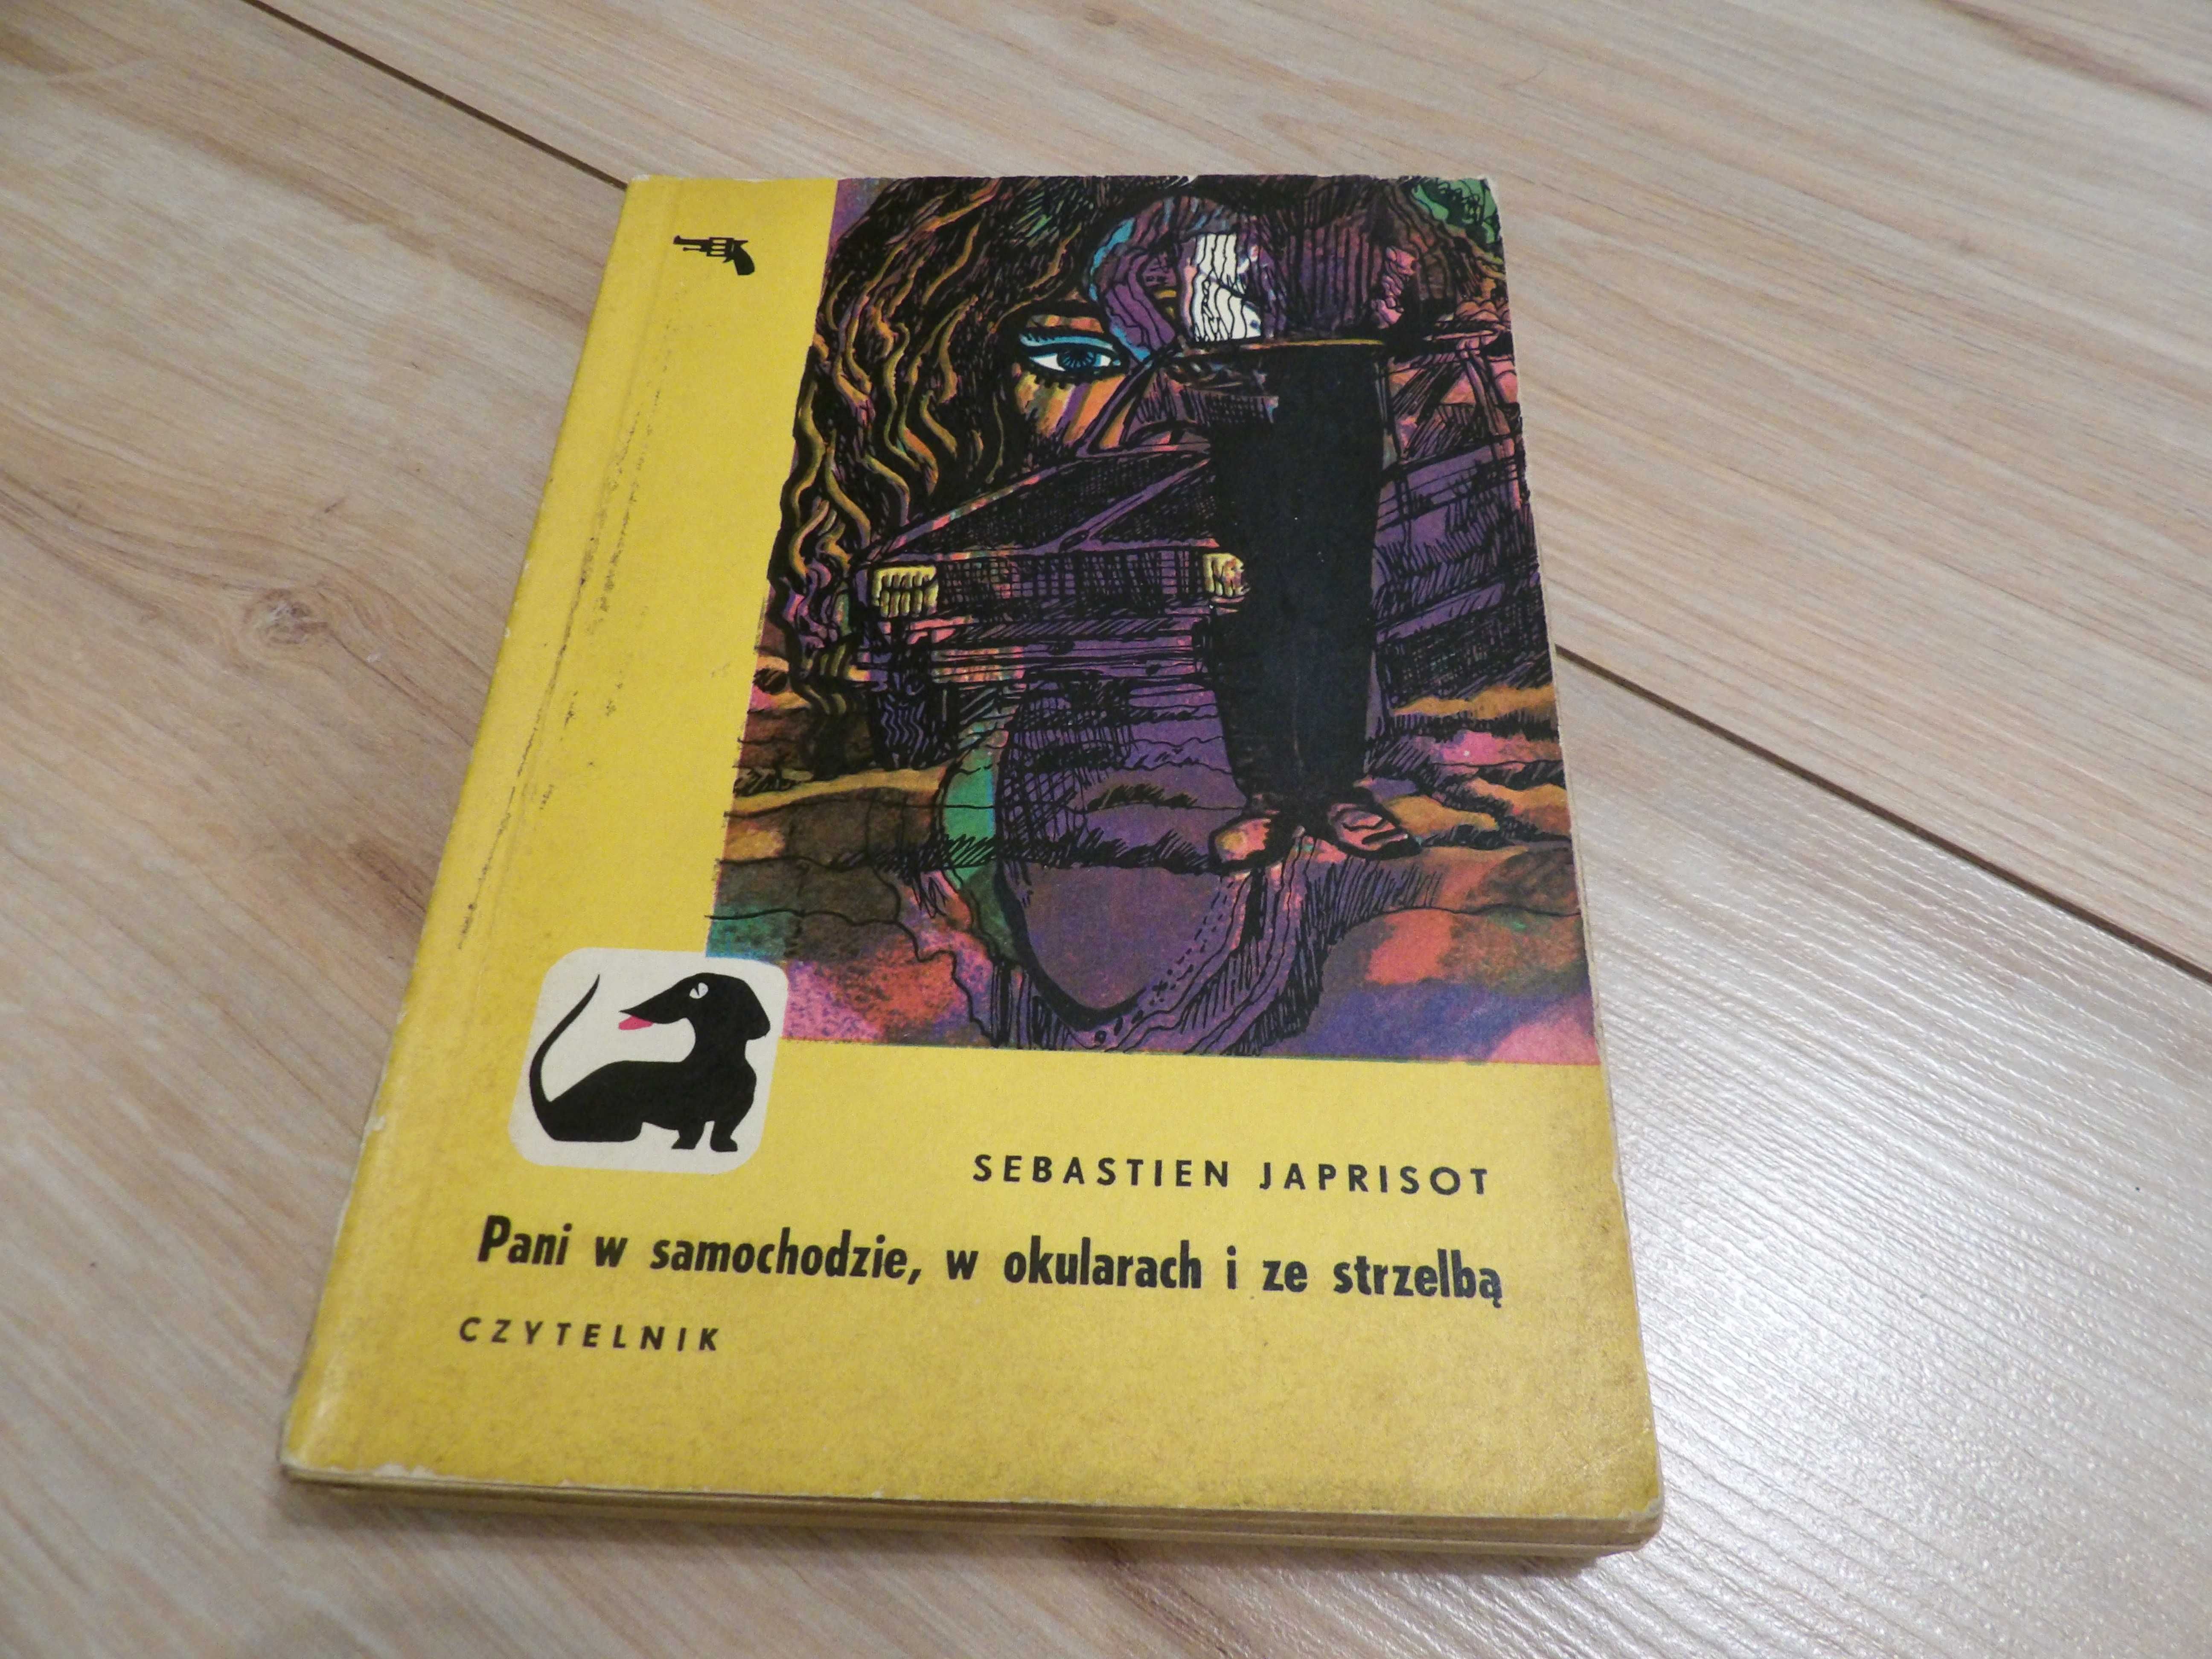 SEBASTIEN JAPRISOT
Pani w samochodzie, w okularach i ze strzelbą
CZYTELNIK